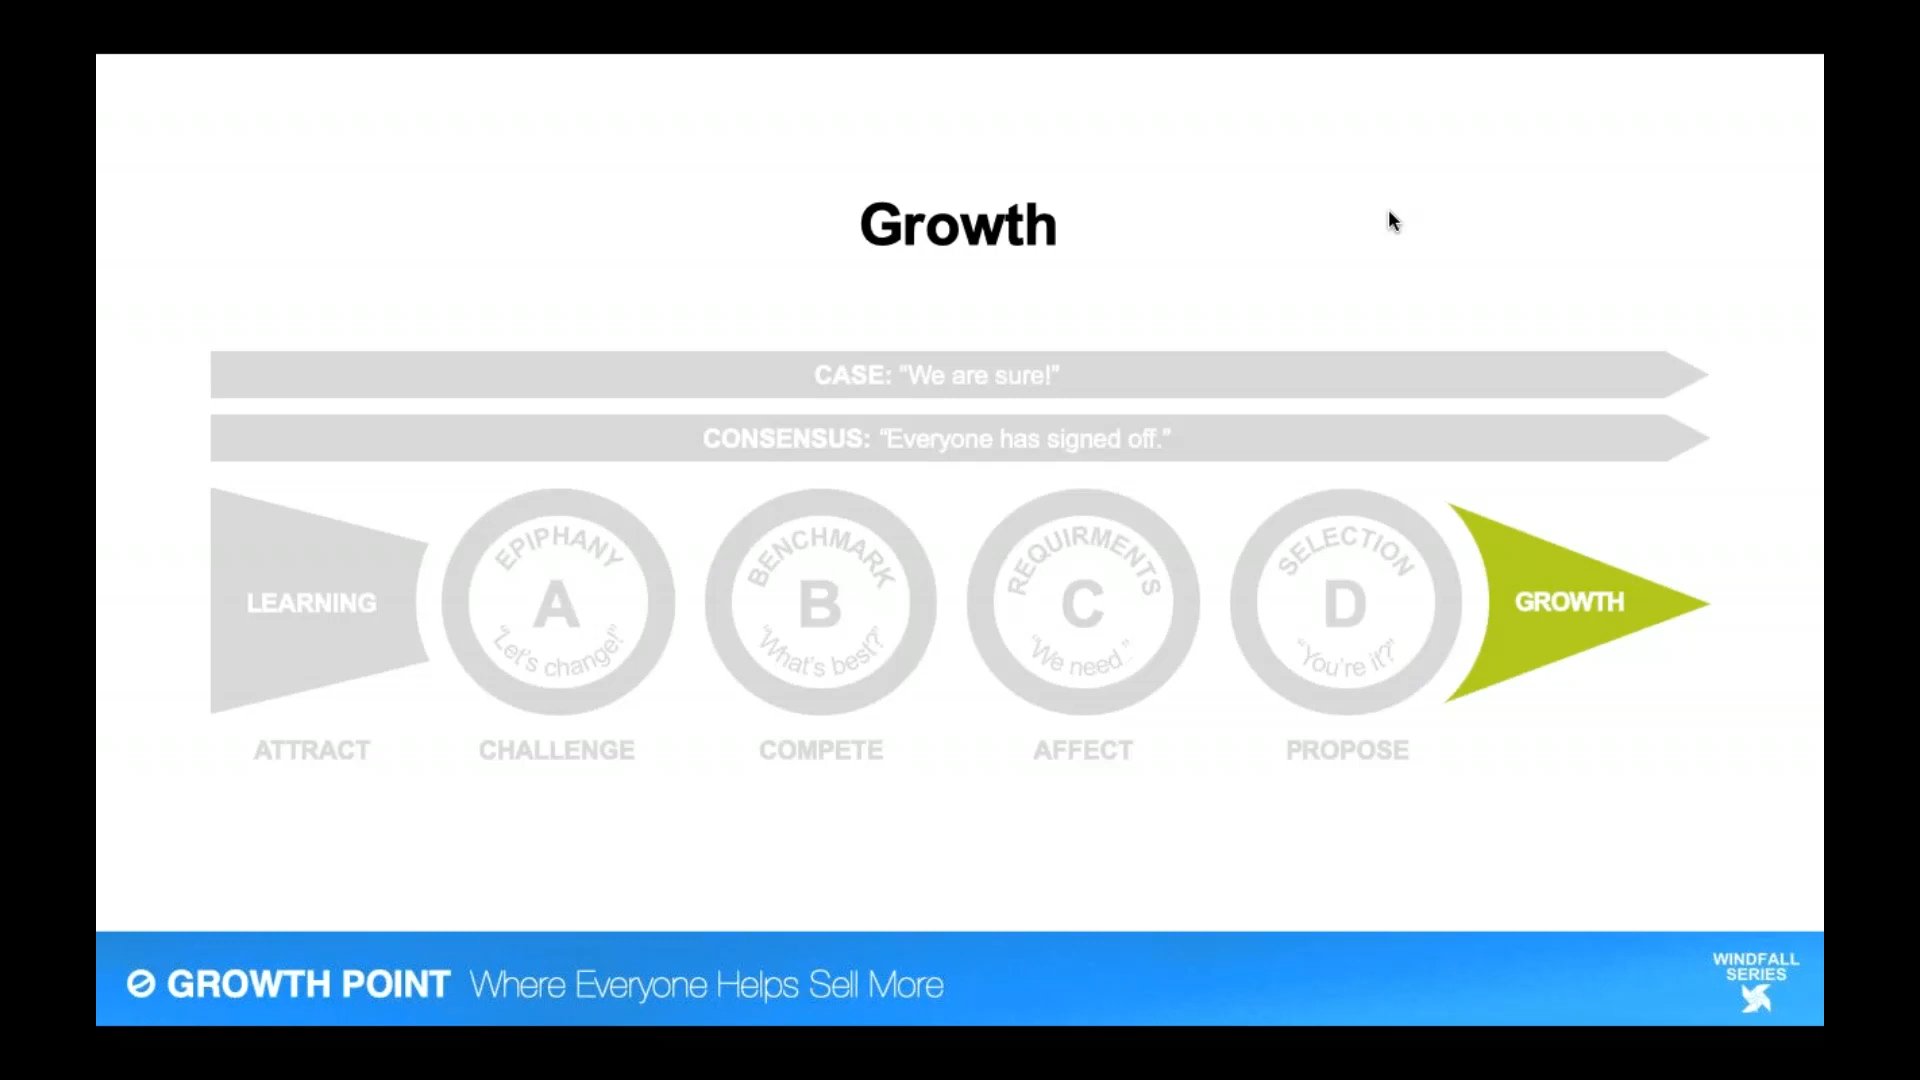 Growth
CASE: “We are sure!”
CONSENSUS: “Everyone has signed off.”
LEARNING
EPIPHANY
A
“Let’s change!”
BENCHMARK
B
“What’s best?”
REQUIRMENTS
C
“We need..”
SELECTION
D
“You’re it?”
GROWTH
ATTRACT
CHALLENGE
COMPETE
AFFECT
PROPOSE
GROWTH POINT Where Everyone Helps Sell More
WINDFALL
SERIES